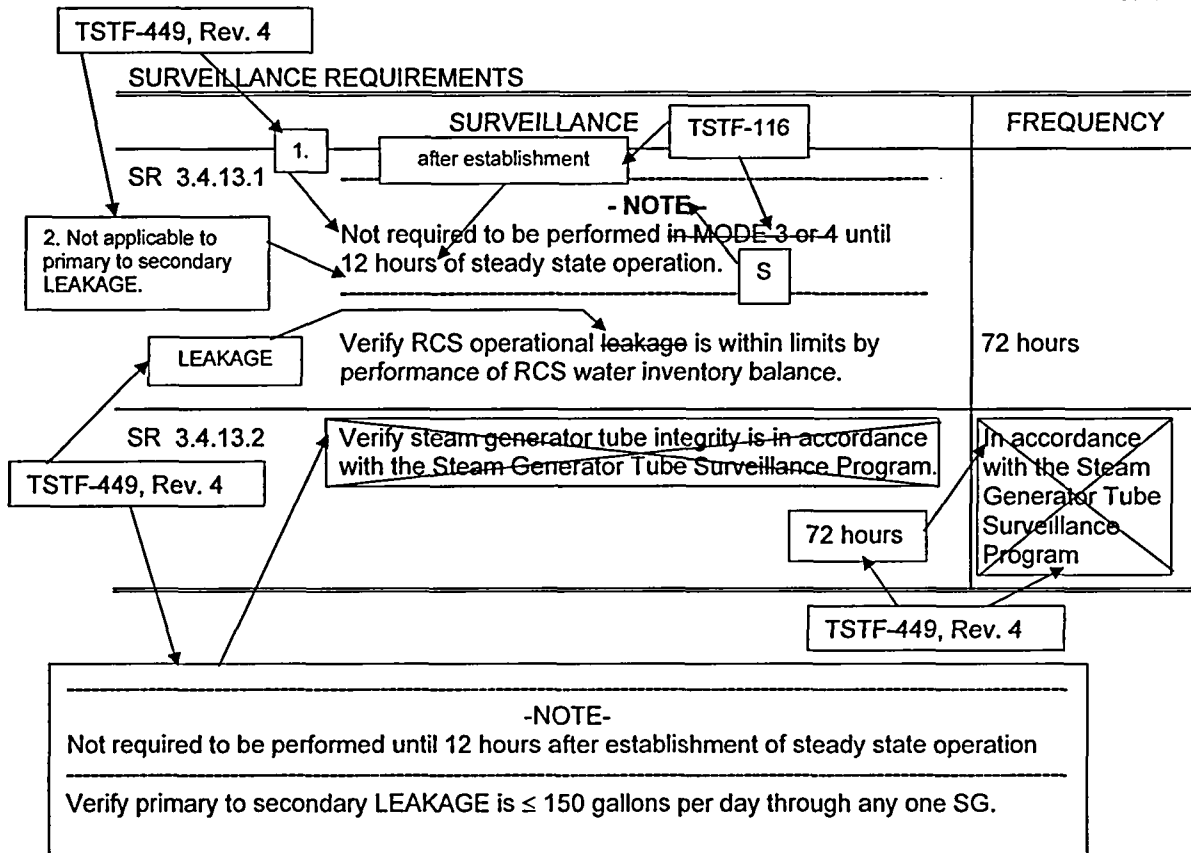 TSTF-449, Rev. 4
SURVEILLANCE REQUIREMENTS
SURVEILLANCE
TSTF-116
FREQUENCY
1.
after establishment
SR 3.4.13.1
- NOTE-
2. Not applicable to
primary to secondary
LEAKAGE.
Not required to be performed in MODE 3 or 4 until
12 hours of steady state operation.
S
LEAKAGE
Verify RCS operational leakage is within limits by
performance of RCS water inventory balance.
72 hours
SR 3.4.13.2
Verify steam generator tube integrity is in accordance
with the Steam Generator Tube Surveillance Program.
In accordance
with the Steam
Generator Tube
Surveillance
Program
TSTF-449, Rev. 4
72 hours
TSTF-449, Rev. 4
-NOTE-
Not required to be performed until 12 hours after establishment of steady state operation
Verify primary to secondary LEAKAGE is ≤ 150 gallons per day through any one SG.